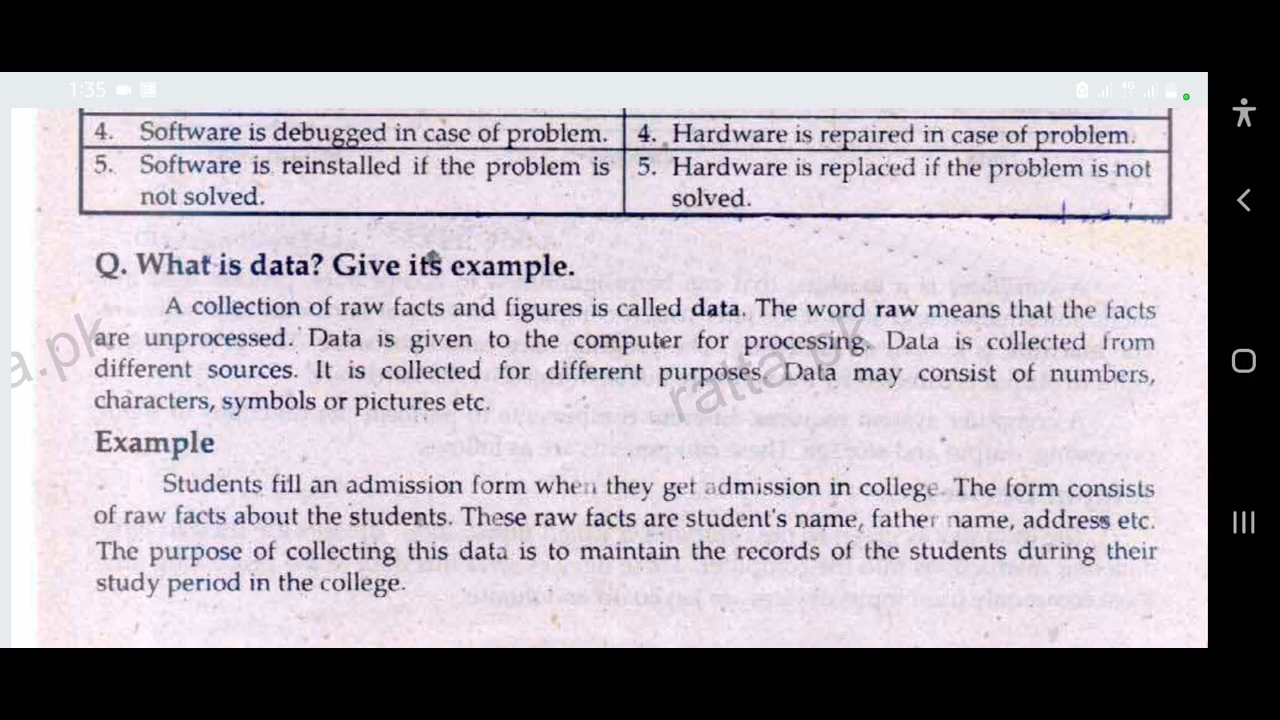 1:35
4. Software is debugged in case of problem. 4. Hardware is repaired in case of problem.
5. Software is reinstalled if the problem is 5. Hardware is replaced if the problem is not
not solved. solved.
Q. What is data? Give its example.
A collection of raw facts and figures is called data. The word raw means that the facts
are unprocessed. Data is given to the computer for processing. Data is collected from
different sources. It is collected for different purposes. Data may consist of numbers,
characters, symbols or pictures etc.
a.pk
ratta.pk
Example
Students fill an admission form when they get admission in college. The form consists
of raw facts about the students. These raw facts are student's name, father name, address etc.
The purpose of collecting this data is to maintain the records of the students during their
study period in the college.